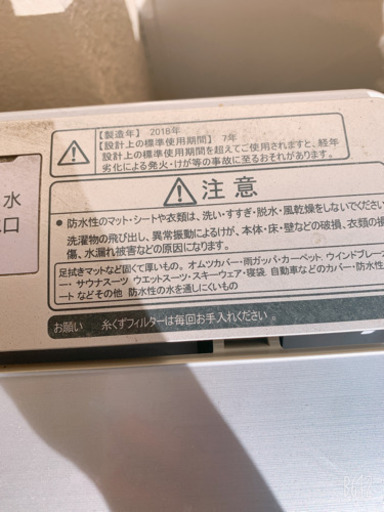 【製造年】 2018年
【設計上の標準使用期間】 7年
設計上の標準使用期間を超えてご使用されますと、経年
劣化による発火・けが等の事故に至るおそれがあります。
水
口
注意
● 防水性のマット・シートや衣類は、洗い・すすぎ・脱水・風乾燥をしないでくださ
洗濯物の飛び出し、異常振動によるけが、本体・床・壁などの破損、衣類の損
傷、水漏れ被害などの原因になります。
足拭きマットなど固くて厚いもの。オムツカバー・雨ガッパ・カーペット、ウインドブレー
ー・サウナスーツ ウエットスーツ・スキーウェア・寝袋、自動車などのカバー・防水性
ートなどその他 防水性の水を通しにくいもの
お願い 糸くずフィルターは毎回お手入れください。